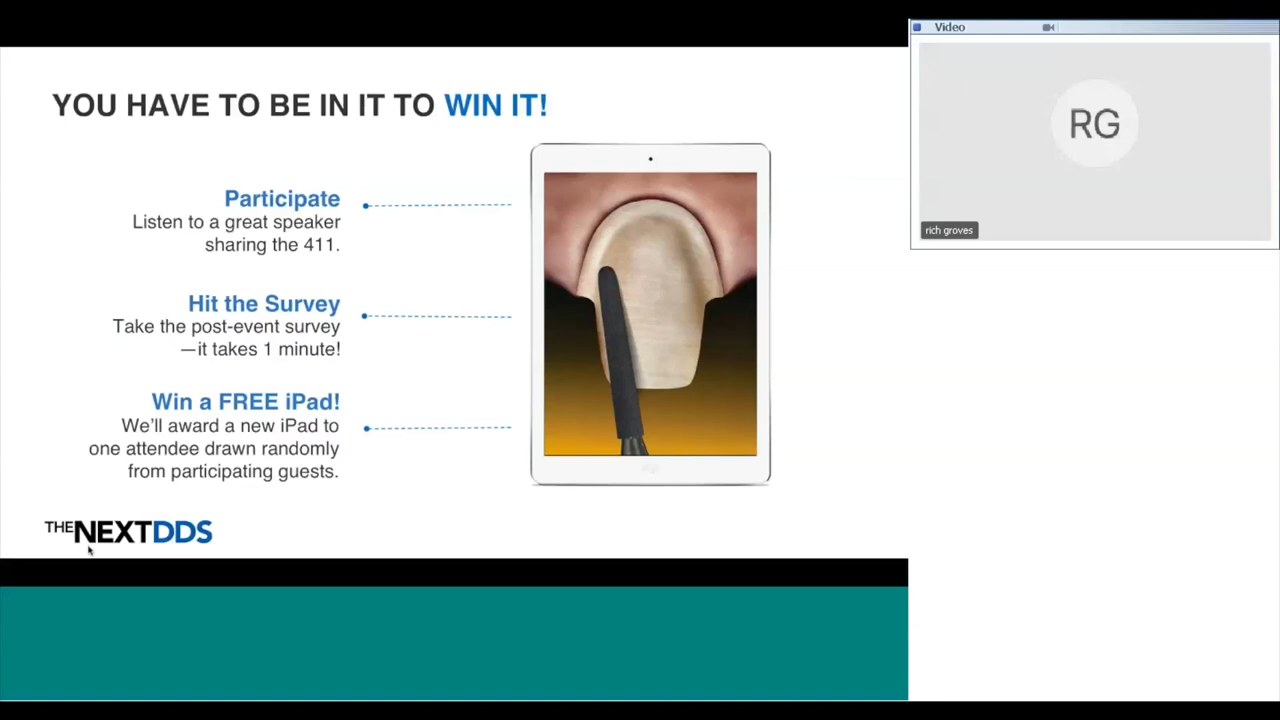 YOU HAVE TO BE IN IT TO WIN IT!
Participate
Listen to a great speaker
sharing the 411.
Hit the Survey
Take the post-event survey
—it takes 1 minute!
Win a FREE iPad!
We'll award a new iPad to
one attendee drawn randomly
from participating guests.
THENEXTDDS
Video
RG
rich groves